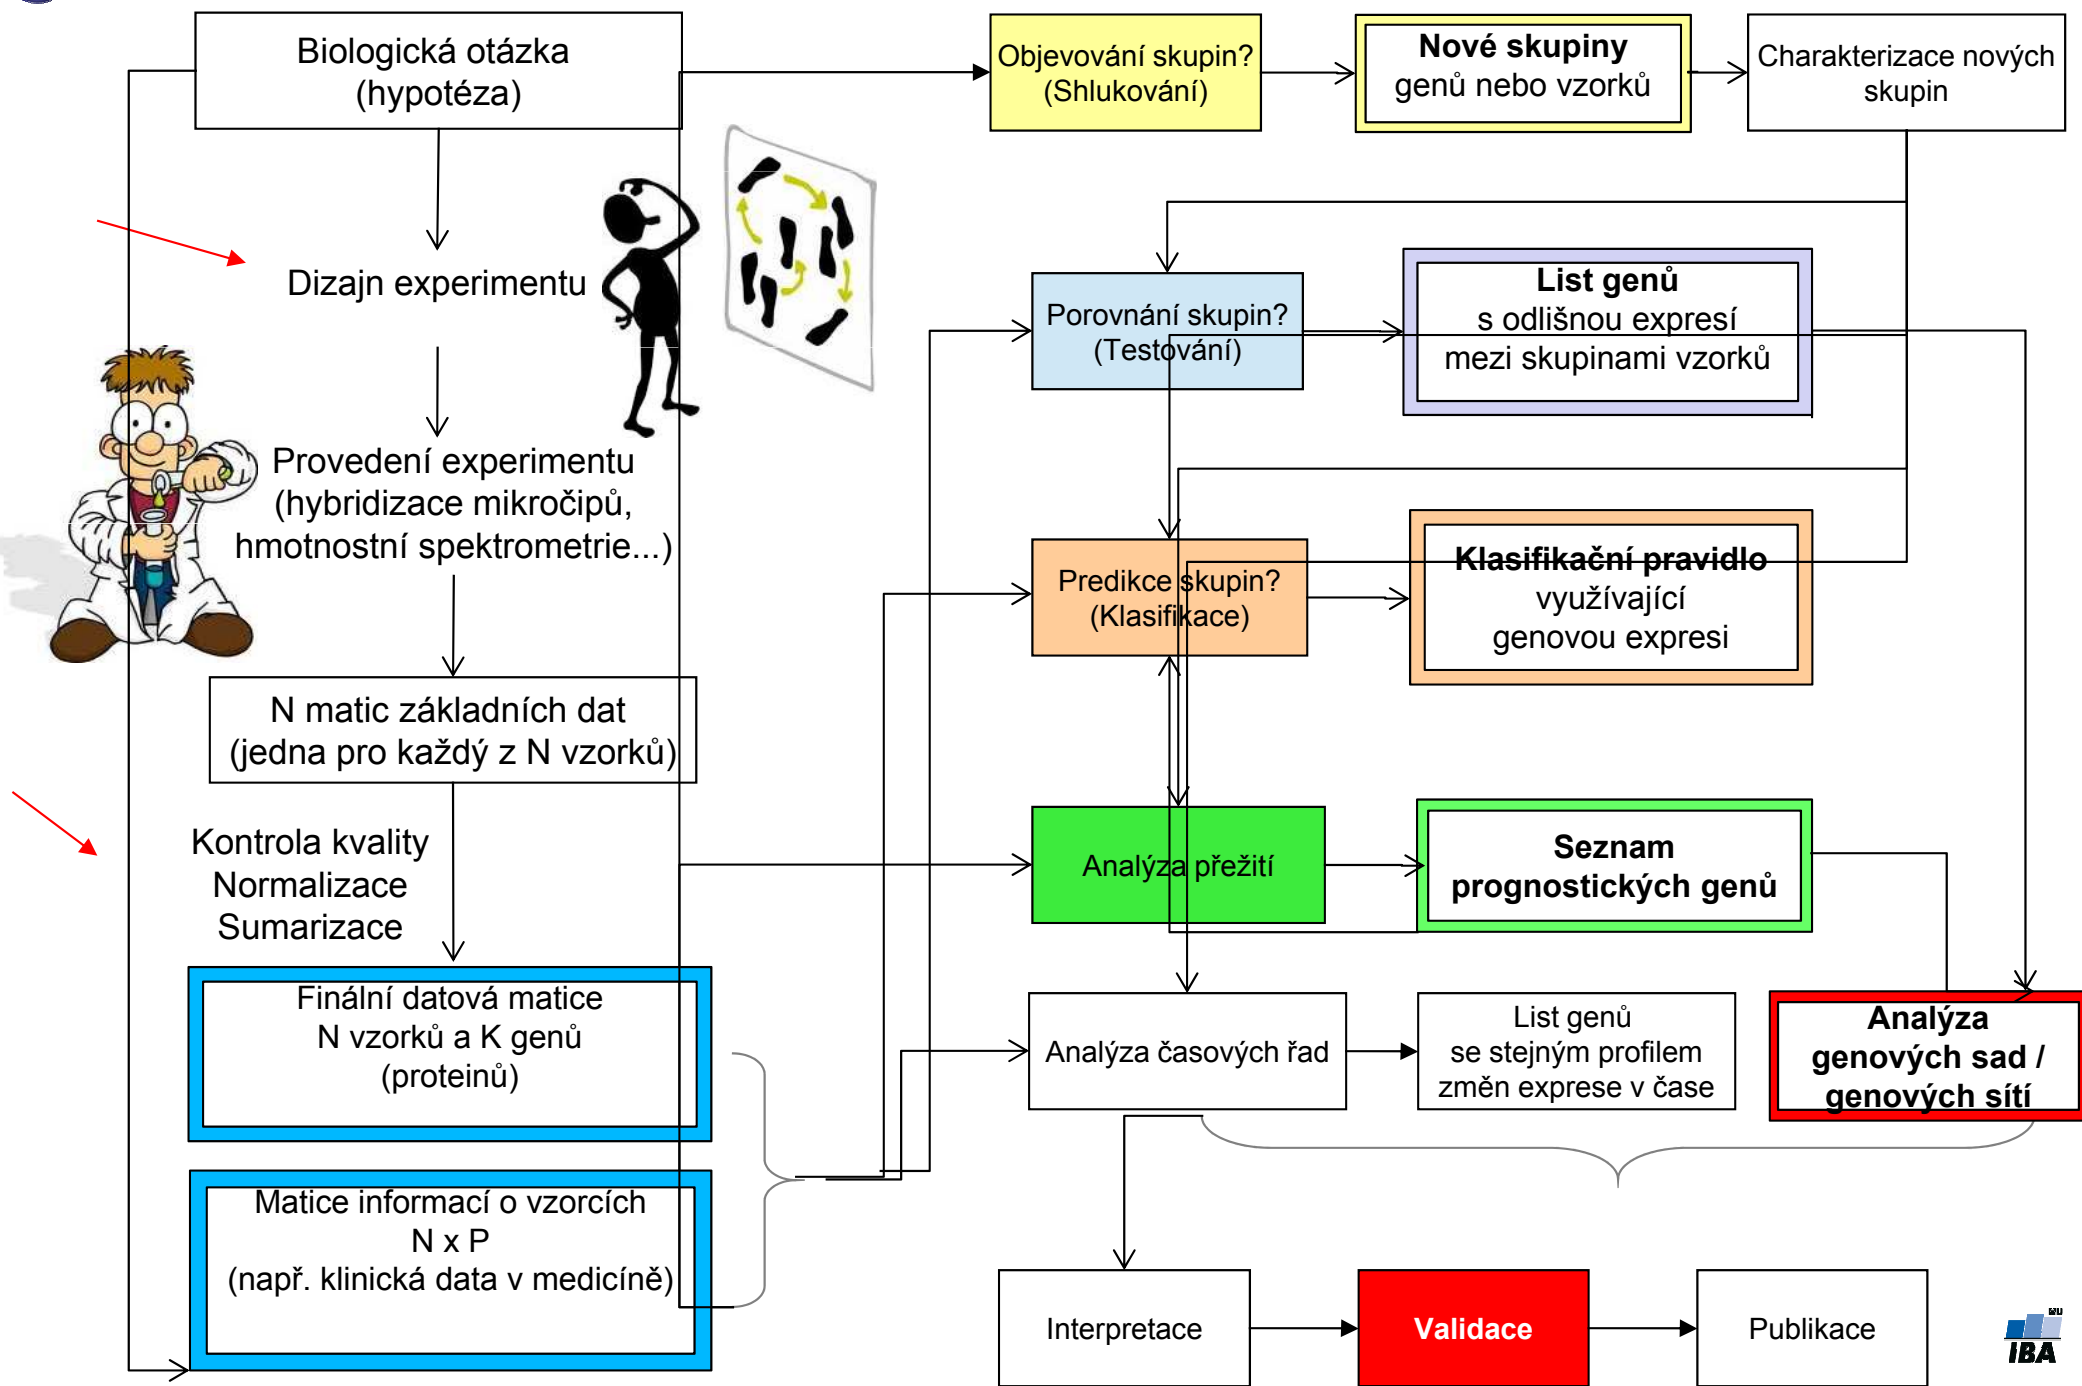 Biologická otázka
(hypotéza)
Dizajn experimentu
Provedení experimentu
(hybridizace mikročipů,
hmotnostní spektrometrie...)
N matic základních dat
(jedna pro každý z N vzorků)
Kontrola kvality
Normalizace
Sumarizace
Finální datová matice
N vzorků a K genů
(proteinů)
Matice informací o vzorcích
N x P
(např. klinická data v medicíně)
Objevování skupin?
(Shlukování)
Nové skupiny
genů nebo vzorků
Charakterizace nových
skupin
Porovnání skupin?
(Testování)
List genů
s odlišnou expresí
mezi skupinami vzorků
Predikce skupin?
(Klasifikace)
Klasifikační pravidlo
využívající
genovou expresi
Analýza přežití
Seznam
prognostických genů
Analýza časových řad
List genů
se stejným profilem
změn exprese v čase
Analýza
genových sad /
genových sítí
Interpretace
Validace
Publikace
MU
IBA